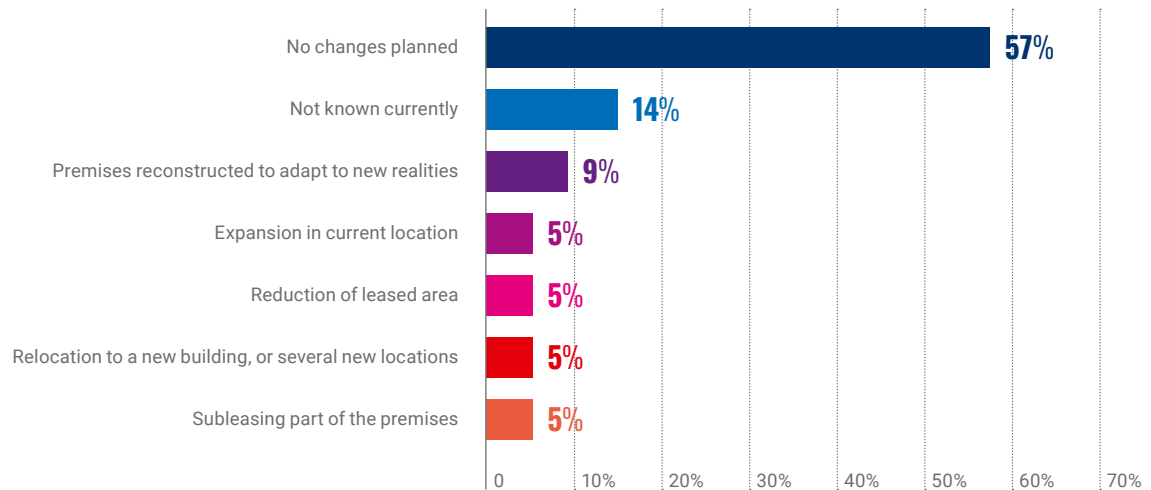 No changes planned 57%
Not known currently 14%
Premises reconstructed to adapt to new realities 9%
Expansion in current location 5%
Reduction of leased area 5%
Relocation to a new building, or several new locations 5%
Subleasing part of the premises 5%
0 10% 20% 30% 40% 50% 60% 70%